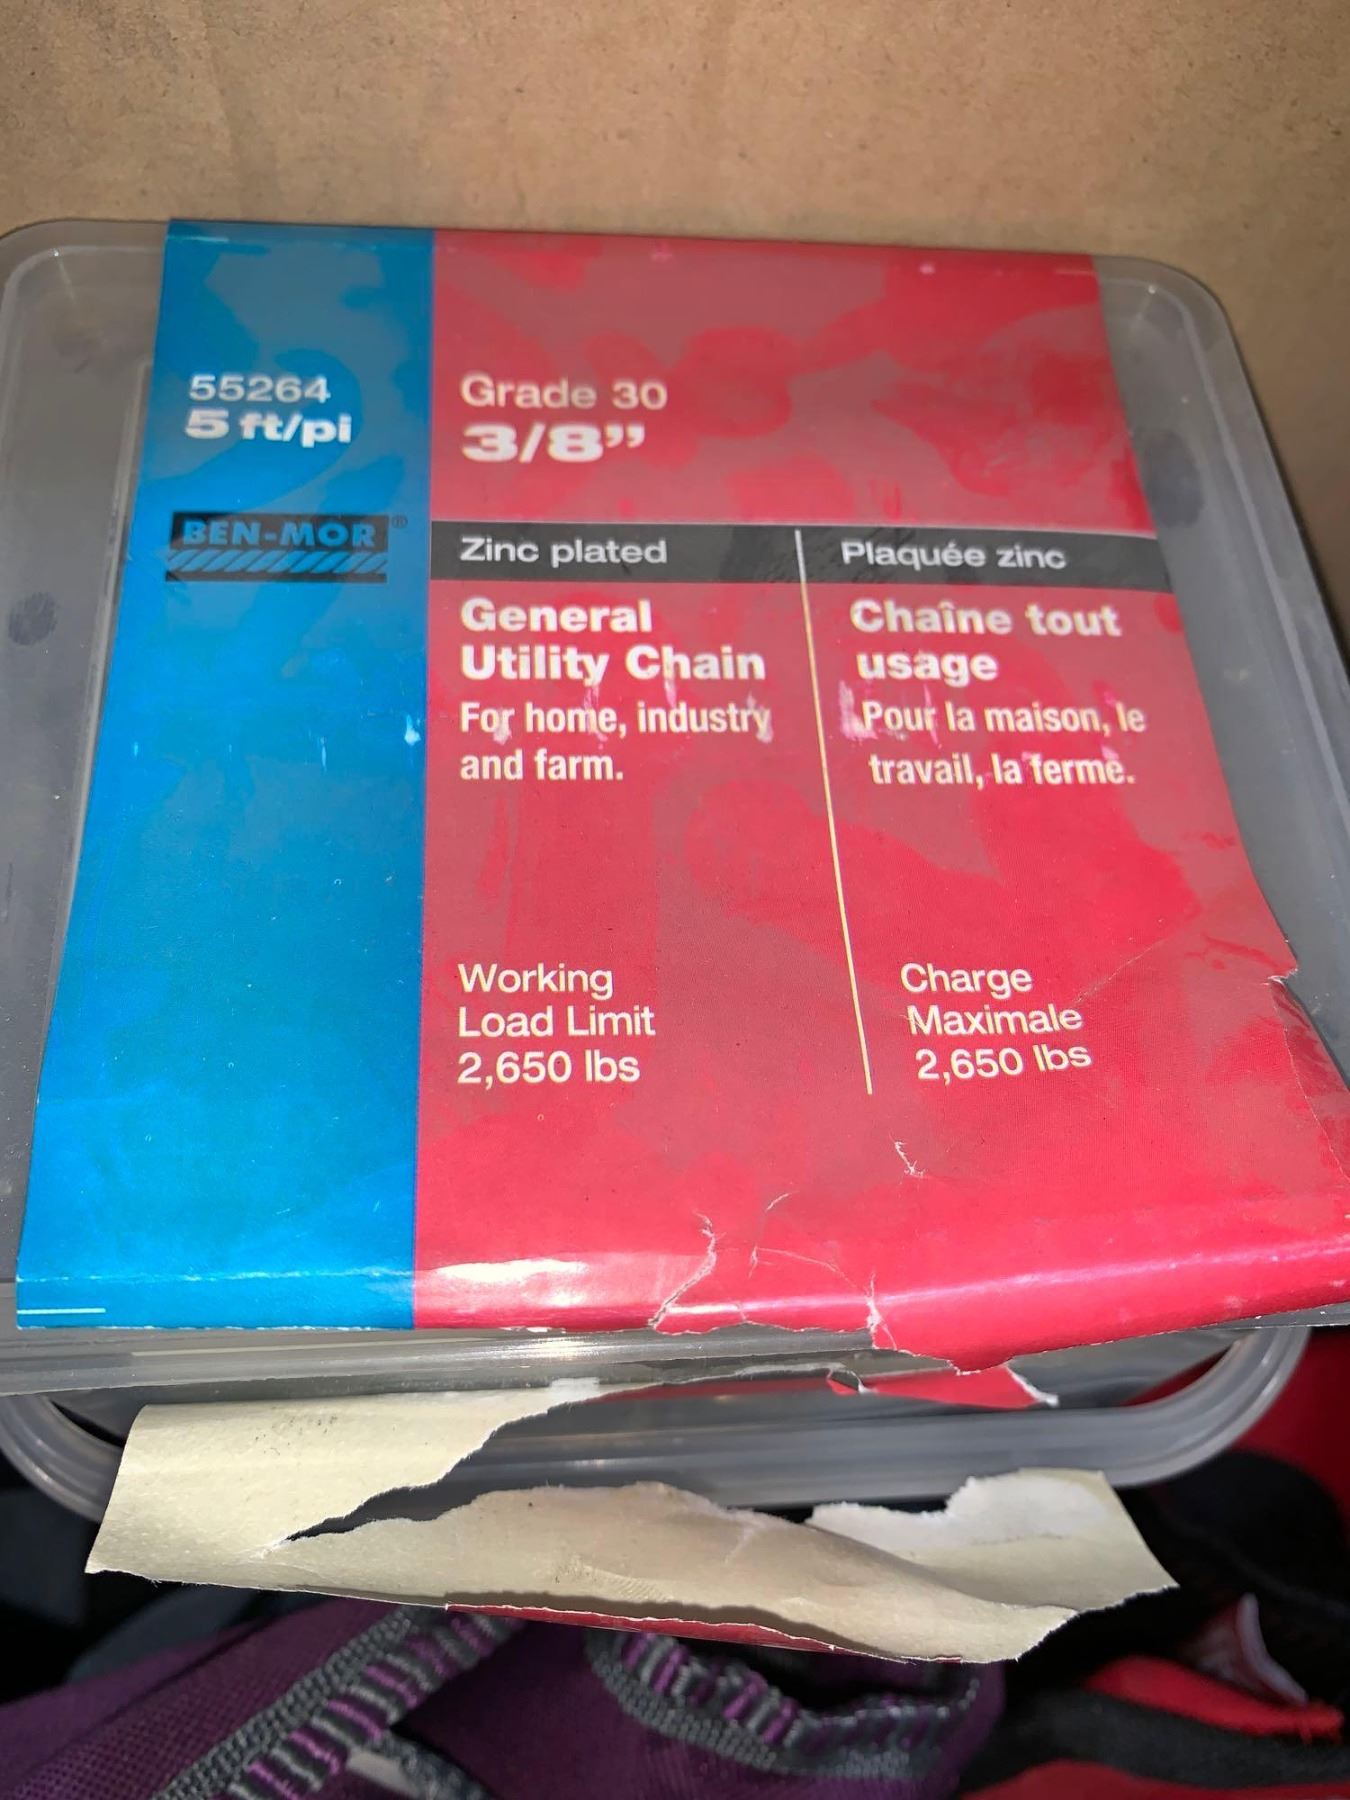 55264
5 ft/pi
BEN-MOR®
Grade 30
3/8”
Zinc plated
General
Utility Chain
For home, industry
and farm.
Working
Load Limit
2,650 lbs
Plaquée zinc
Chaîne tout
usage
Pour la maison, le
travail, la ferme.
Charge
Maximale
2,650 lbs